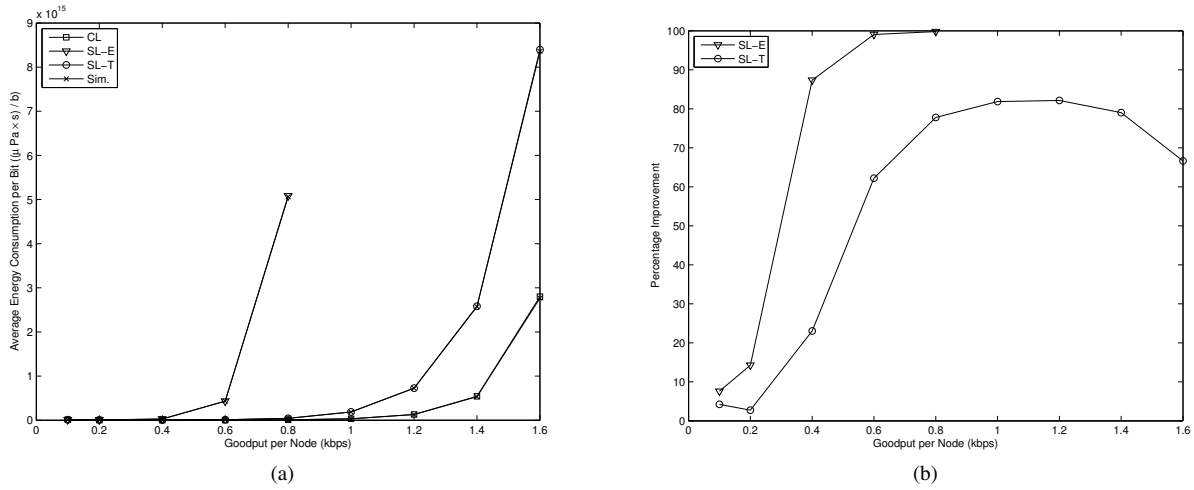 9
x 10^15
CL
SL-E
SL-T
Sim.
8
7
6
5
4
3
2
1
0
Average Energy Consumption per Bit ((μ Pa × s) / b)
0 0.2 0.4 0.6 0.8 1.0 1.2 1.4 1.6
Goodput per Node (kbps)
(a)
100
SL-E
SL-T
90
80
70
60
50
40
30
20
10
0
Percentage Improvement
0 0.2 0.4 0.6 0.8 1 1.2 1.4 1.6
Goodput per Node (kbps)
(b)